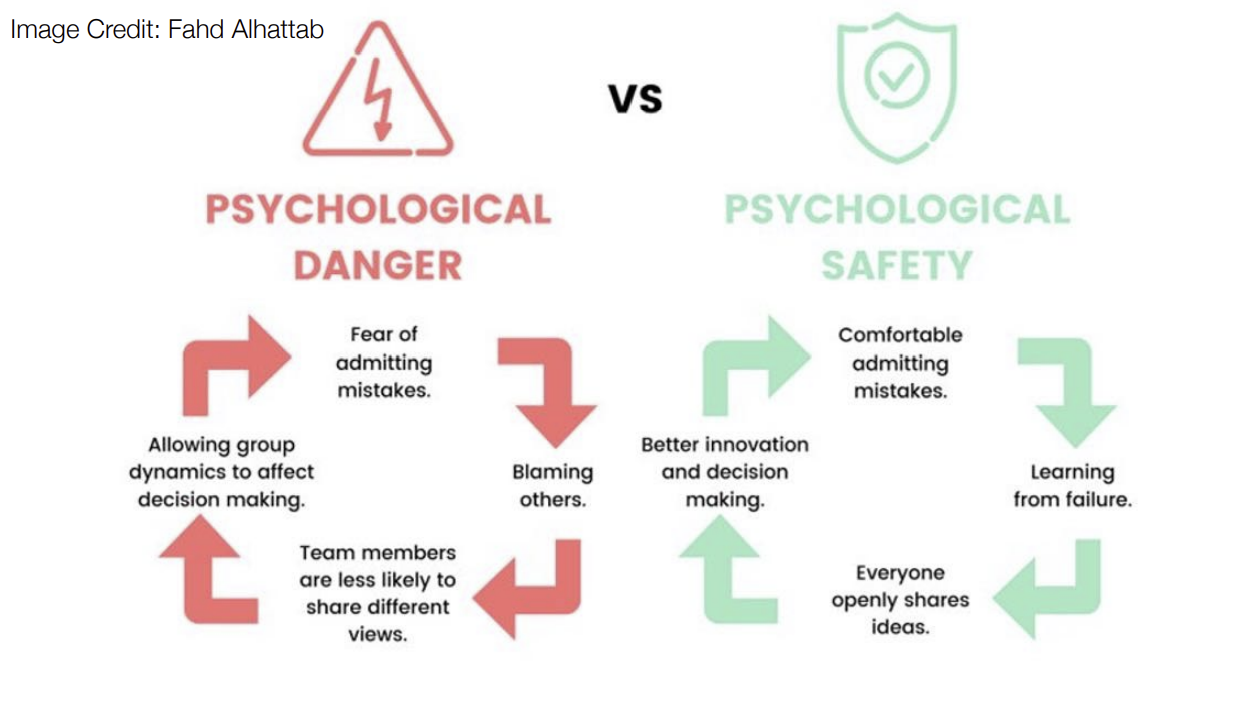 Image Credit: Fahd Alhattab
VS
PSYCHOLOGICAL
DANGER
Fear of
admitting
mistakes.
Blaming
others.
Team members
are less likely to
share different
views.
Allowing group
dynamics to affect
decision making.
PSYCHOLOGICAL
SAFETY
Comfortable
admitting
mistakes.
Learning
from failure.
Everyone
openly shares
ideas.
Better innovation
and decision
making.